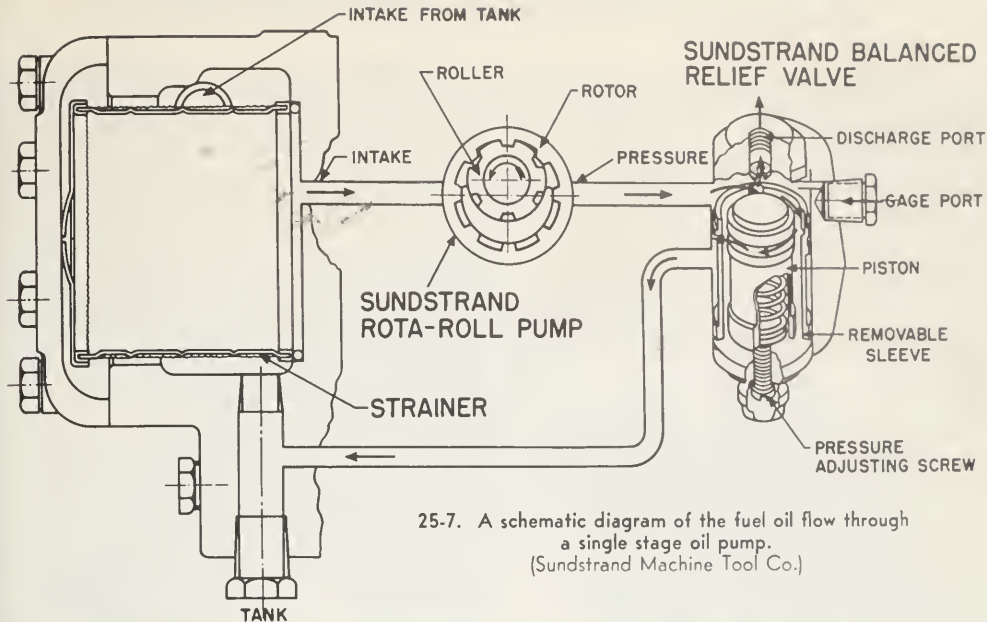 INTAKE FROM TANK
SUNDSTRAND BALANCED
RELIEF VALVE
ROLLER
ROTOR
DISCHARGE PORT
INTAKE
PRESSURE
GAGE PORT
PISTON
SUNDSTRAND
ROTA-ROLL PUMP
REMOVABLE
SLEEVE
STRAINER
PRESSURE
ADJUSTING SCREW
25-7. A schematic diagram of the fuel oil flow through
a single stage oil pump.
(Sundstrand Machine Tool Co.)
TANK